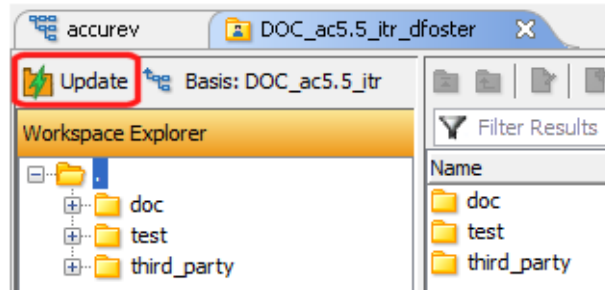 accurev
DOC_ac5.5_itr_dfoster
Update
Basis: DOC_ac5.5_itr
Workspace Explorer
.
doc
test
third_party
Filter Results
Name
doc
test
third_party